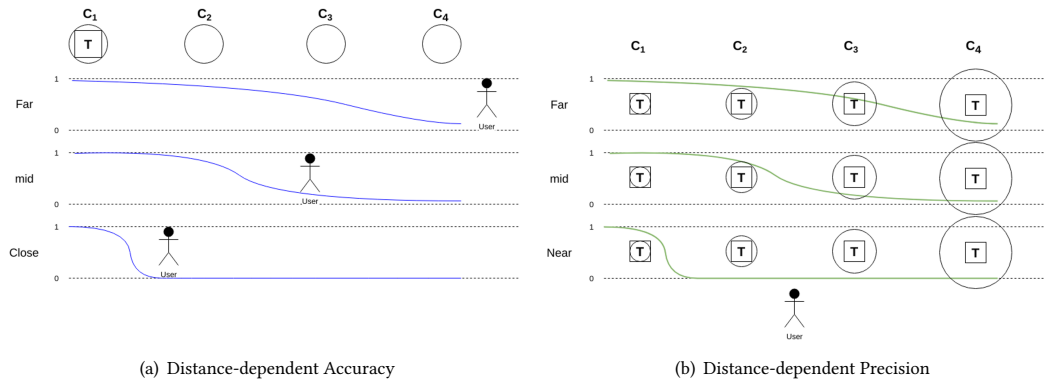 C1 C2 C3 C4
T
1
Far
0
User
1
mid
0
User
1
Close
0
User
(a) Distance-dependent Accuracy
C1 C2 C3 C4
1
Far T T T T
0
1
mid T T T T
0
1
Near T T T T
0
User
(b) Distance-dependent Precision